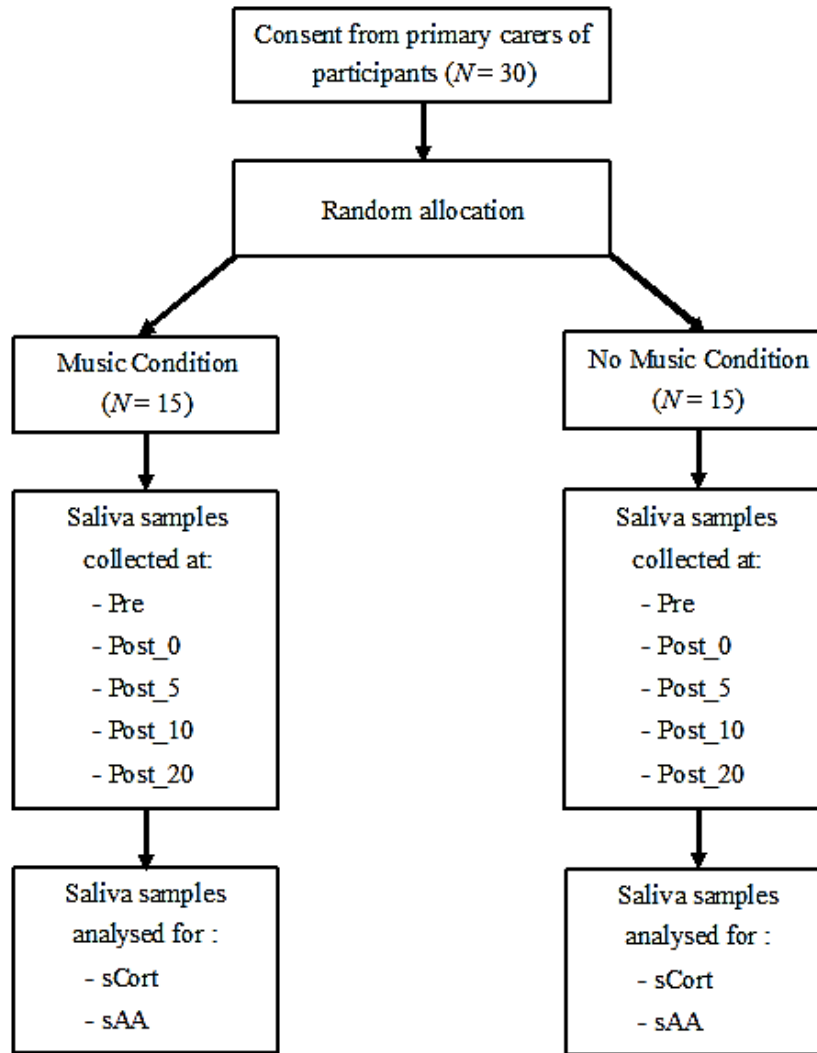 Consent from primary carers of
participants (N= 30)
Random allocation
Music Condition
(N= 15)
No Music Condition
(N= 15)
Saliva samples
collected at:
- Pre
- Post_0
- Post_5
- Post_10
- Post_20
Saliva samples
collected at:
- Pre
- Post_0
- Post_5
- Post_10
- Post_20
Saliva samples
analysed for :
- sCort
- sAA
Saliva samples
analysed for :
- sCort
- sAA